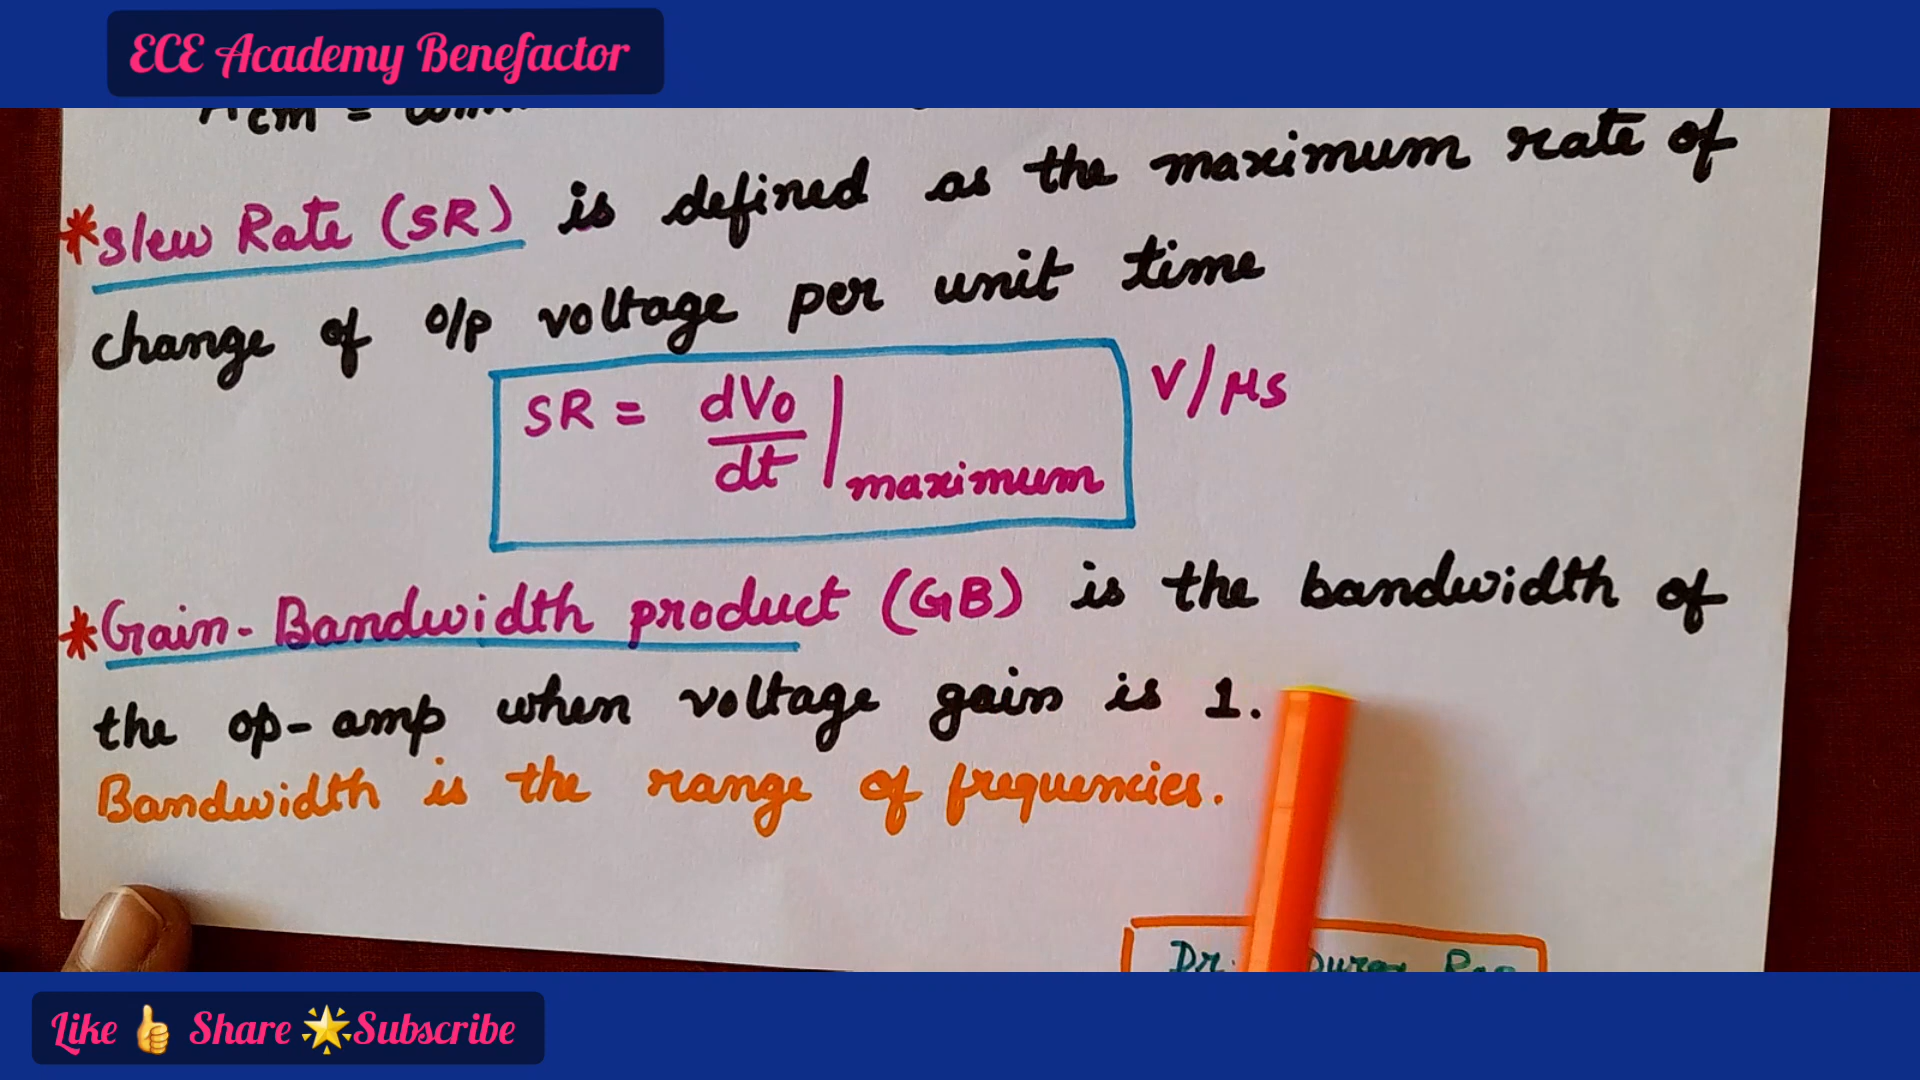 ECE Academy Benefactor
Acm =
*Slew Rate (SR) is defined as the maximum rate of
change of o/p voltage per unit time
SR = dVo/dt |maximum V/μs
*Gain-Bandwidth product (GB) is the bandwidth of
the op-amp when voltage gain is 1.
Bandwidth is the range of frequencies.
Dr.
Like 👍 Share 🌟Subscribe